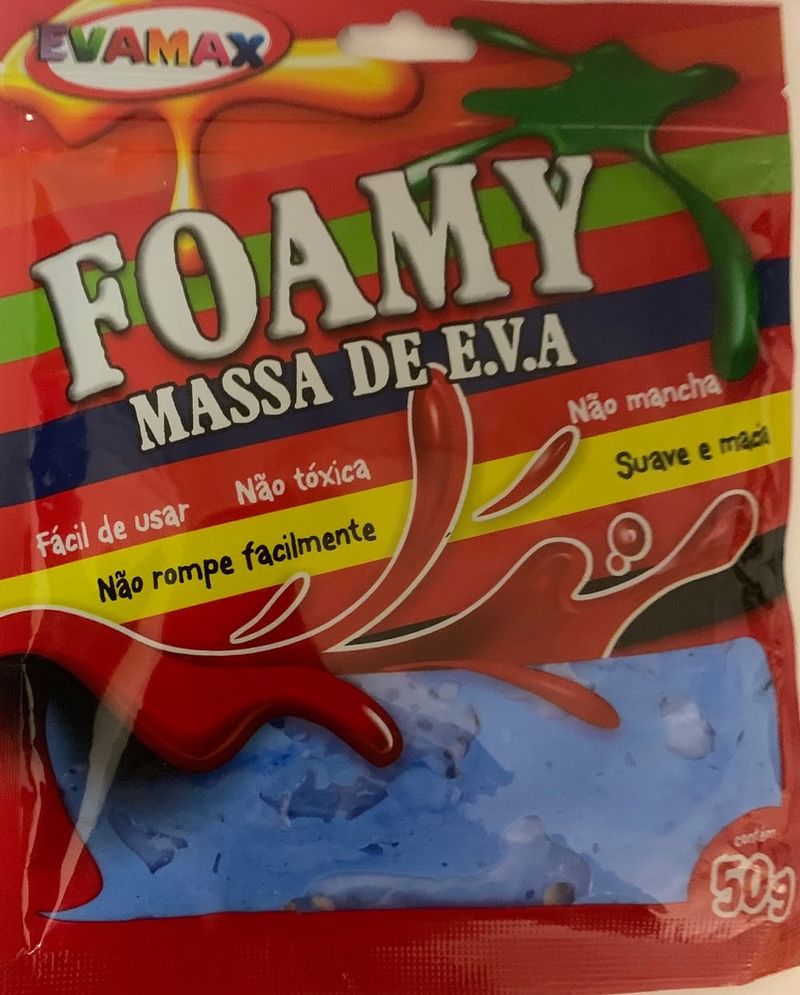 EVAMAX
FOAMY
MASSA DE E.V.A
Não mancha
Suave e macia
Fácil de usar
Não tóxica
Não rompe facilmente
contém
50g